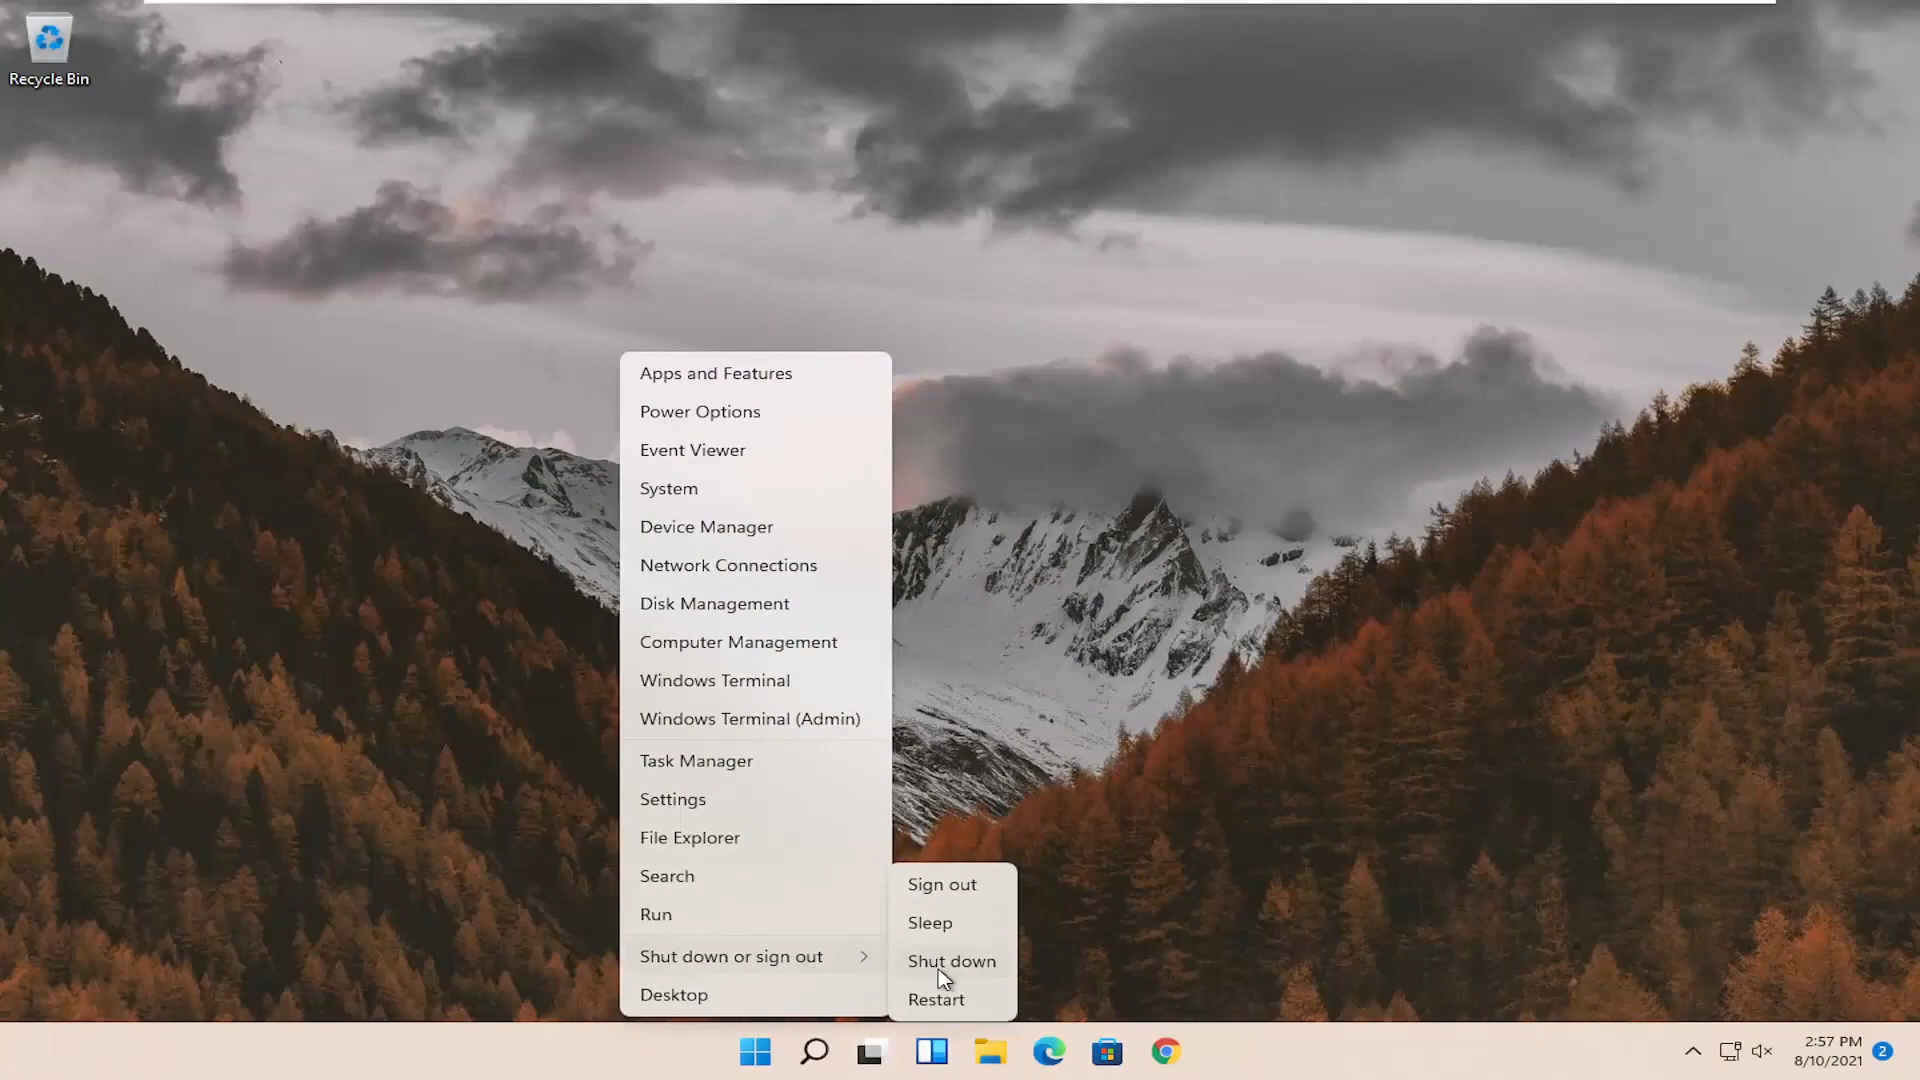 Recycle Bin
Apps and Features
Power Options
Event Viewer
System
Device Manager
Network Connections
Disk Management
Computer Management
Windows Terminal
Windows Terminal (Admin)
Task Manager
Settings
File Explorer
Search
Run
Shut down or sign out
Desktop
Sign out
Sleep
Shut down
Restart
2:57 PM
8/10/2021
2